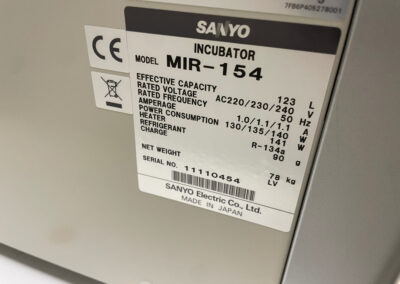 7FB6P405278001
SANYO
INCUBATOR
MODEL MIR-154
EFFECTIVE CAPACITY 123 L
RATED VOLTAGE AC220/230/240 V
RATED FREQUENCY 50 Hz
AMPERAGE 1.0/1.1/1.1 A
POWER CONSUMPTION 130/135/140 W
HEATER 141 W
REFRIGERANT R-134a
CHARGE 90 g
NET WEIGHT 78 kg
SERIAL NO. 11110454 LV
SANYO Electric Co., Ltd.
MADE IN JAPAN
CE